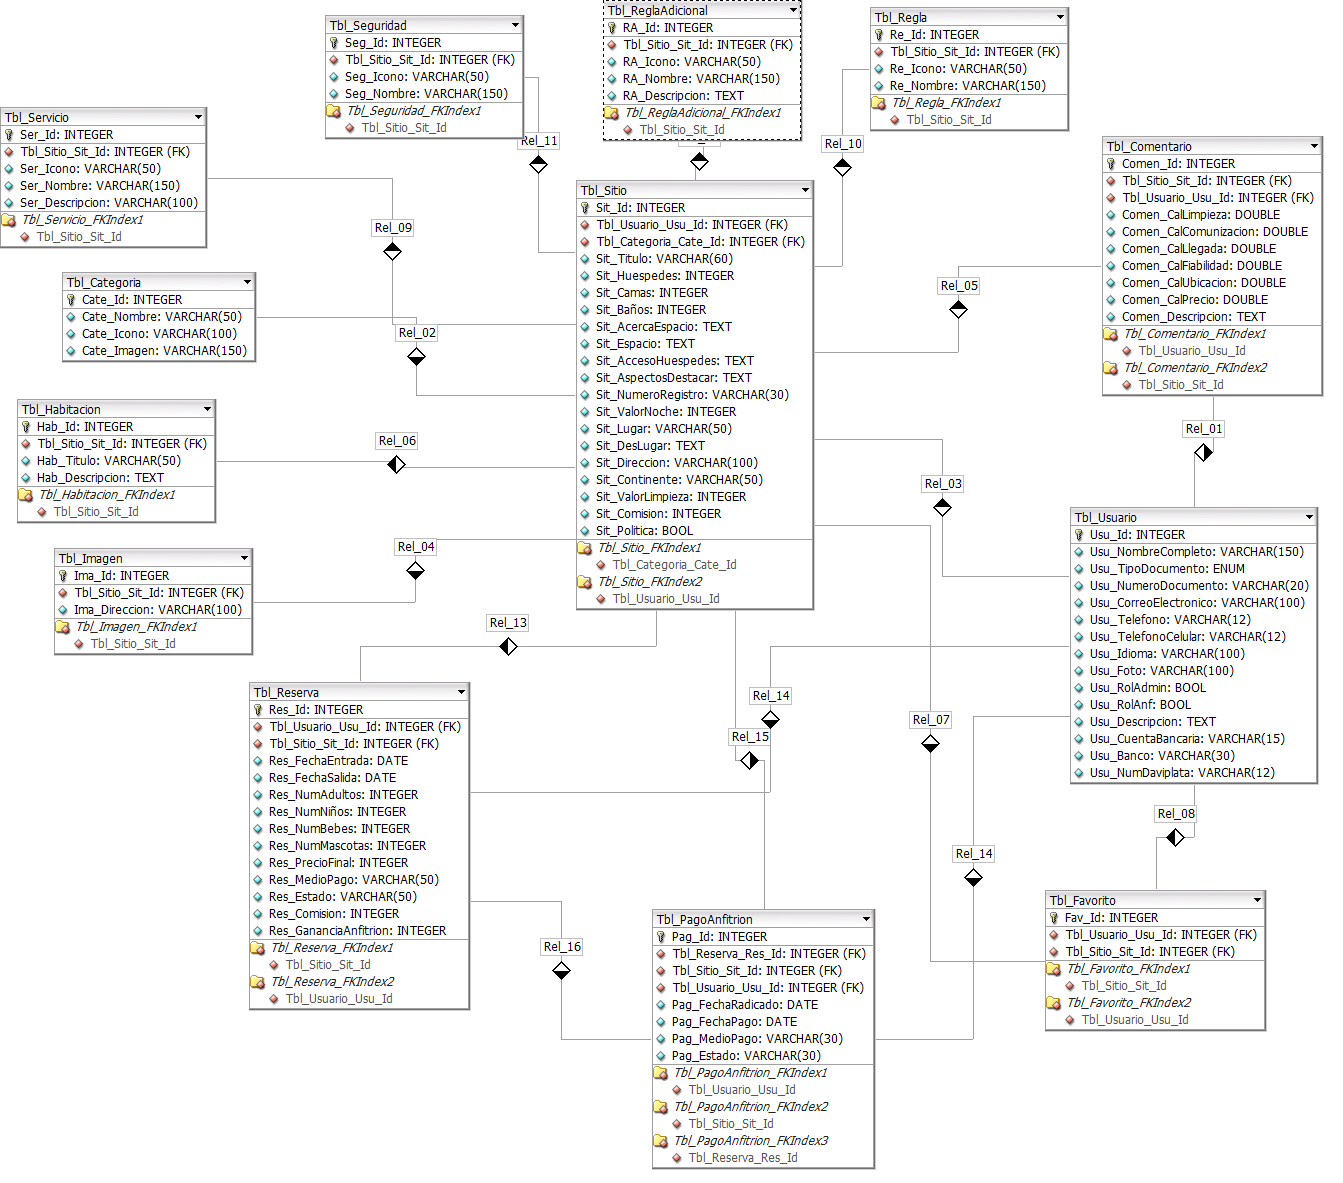 Tbl_Seguridad
Seg_Id: INTEGER
Tbl_Sitio_Sit_Id: INTEGER (FK)
Seg_Icono: VARCHAR(50)
Seg_Nombre: VARCHAR(150)
Tbl_Seguridad_FKIndex1
Tbl_Sitio_Sit_Id
Tbl_ReglaAdicional
RA_Id: INTEGER
Tbl_Sitio_Sit_Id: INTEGER (FK)
RA_Icono: VARCHAR(50)
RA_Nombre: VARCHAR(150)
RA_Descripcion: TEXT
Tbl_ReglaAdicional_FKIndex1
Tbl_Sitio_Sit_Id
Tbl_Regla
Re_Id: INTEGER
Tbl_Sitio_Sit_Id: INTEGER (FK)
Re_Icono: VARCHAR(50)
Re_Nombre: VARCHAR(150)
Tbl_Regla_FKIndex1
Tbl_Sitio_Sit_Id
Rel_11
Rel_10
Tbl_Servicio
Ser_Id: INTEGER
Tbl_Sitio_Sit_Id: INTEGER (FK)
Ser_Icono: VARCHAR(50)
Ser_Nombre: VARCHAR(150)
Ser_Descripcion: VARCHAR(100)
Tbl_Servicio_FKIndex1
Tbl_Sitio_Sit_Id
Rel_09
Tbl_Categoria
Cate_Id: INTEGER
Cate_Nombre: VARCHAR(50)
Cate_Icono: VARCHAR(100)
Cate_Imagen: VARCHAR(150)
Rel_02
Tbl_Sitio
Sit_Id: INTEGER
Tbl_Usuario_Usu_Id: INTEGER (FK)
Tbl_Categoria_Cate_Id: INTEGER (FK)
Sit_Titulo: VARCHAR(60)
Sit_Huespedes: INTEGER
Sit_Camas: INTEGER
Sit_Baños: INTEGER
Sit_AcercaEspacio: TEXT
Sit_Espacio: TEXT
Sit_AccesoHuespedes: TEXT
Sit_AspectosDestacar: TEXT
Sit_NumeroRegistro: VARCHAR(30)
Sit_ValorNoche: INTEGER
Sit_Lugar: VARCHAR(50)
Sit_DesLugar: TEXT
Sit_Direccion: VARCHAR(100)
Sit_Continente: VARCHAR(50)
Sit_ValorLimpieza: INTEGER
Sit_Comision: INTEGER
Sit_Politica: BOOL
Tbl_Sitio_FKIndex1
Tbl_Categoria_Cate_Id
Tbl_Sitio_FKIndex2
Tbl_Usuario_Usu_Id
Tbl_Comentario
Comen_Id: INTEGER
Tbl_Sitio_Sit_Id: INTEGER (FK)
Tbl_Usuario_Usu_Id: INTEGER (FK)
Comen_CalLimpieza: DOUBLE
Comen_CalComunizacion: DOUBLE
Comen_CalLlegada: DOUBLE
Comen_CalFiabilidad: DOUBLE
Comen_CalUbicacion: DOUBLE
Comen_CalPrecio: DOUBLE
Comen_Descripcion: TEXT
Tbl_Comentario_FKIndex1
Tbl_Usuario_Usu_Id
Tbl_Comentario_FKIndex2
Tbl_Sitio_Sit_Id
Rel_05
Tbl_Habitacion
Hab_Id: INTEGER
Tbl_Sitio_Sit_Id: INTEGER (FK)
Hab_Titulo: VARCHAR(50)
Hab_Descripcion: TEXT
Tbl_Habitacion_FKIndex1
Tbl_Sitio_Sit_Id
Rel_06
Rel_01
Rel_03
Tbl_Imagen
Ima_Id: INTEGER
Tbl_Sitio_Sit_Id: INTEGER (FK)
Ima_Direccion: VARCHAR(100)
Tbl_Imagen_FKIndex1
Tbl_Sitio_Sit_Id
Rel_04
Tbl_Usuario
Usu_Id: INTEGER
Usu_NombreCompleto: VARCHAR(150)
Usu_TipoDocumento: ENUM
Usu_NumeroDocumento: VARCHAR(20)
Usu_CorreoElectronico: VARCHAR(100)
Usu_Telefono: VARCHAR(12)
Usu_TelefonoCelular: VARCHAR(12)
Usu_Idioma: VARCHAR(100)
Usu_Foto: VARCHAR(100)
Usu_RolAdmin: BOOL
Usu_RolAnf: BOOL
Usu_Descripcion: TEXT
Usu_CuentaBancaria: VARCHAR(15)
Usu_Banco: VARCHAR(30)
Usu_NumDaviplata: VARCHAR(12)
Rel_13
Rel_14
Rel_15
Rel_07
Tbl_Reserva
Res_Id: INTEGER
Tbl_Usuario_Usu_Id: INTEGER (FK)
Tbl_Sitio_Sit_Id: INTEGER (FK)
Res_FechaEntrada: DATE
Res_FechaSalida: DATE
Res_NumAdultos: INTEGER
Res_NumNiños: INTEGER
Res_NumBebes: INTEGER
Res_NumMascotas: INTEGER
Res_PrecioFinal: INTEGER
Res_MedioPago: VARCHAR(50)
Res_Estado: VARCHAR(50)
Res_Comision: INTEGER
Res_GananciaAnfitrion: INTEGER
Tbl_Reserva_FKIndex1
Tbl_Sitio_Sit_Id
Tbl_Reserva_FKIndex2
Tbl_Usuario_Usu_Id
Rel_08
Rel_14
Rel_16
Tbl_PagoAnfitrion
Pag_Id: INTEGER
Tbl_Reserva_Res_Id: INTEGER (FK)
Tbl_Sitio_Sit_Id: INTEGER (FK)
Tbl_Usuario_Usu_Id: INTEGER (FK)
Pag_FechaRadicado: DATE
Pag_FechaPago: DATE
Pag_MedioPago: VARCHAR(30)
Pag_Estado: VARCHAR(30)
Tbl_PagoAnfitrion_FKIndex1
Tbl_Usuario_Usu_Id
Tbl_PagoAnfitrion_FKIndex2
Tbl_Sitio_Sit_Id
Tbl_PagoAnfitrion_FKIndex3
Tbl_Reserva_Res_Id
Tbl_Favorito
Fav_Id: INTEGER
Tbl_Usuario_Usu_Id: INTEGER (FK)
Tbl_Sitio_Sit_Id: INTEGER (FK)
Tbl_Favorito_FKIndex1
Tbl_Sitio_Sit_Id
Tbl_Favorito_FKIndex2
Tbl_Usuario_Usu_Id